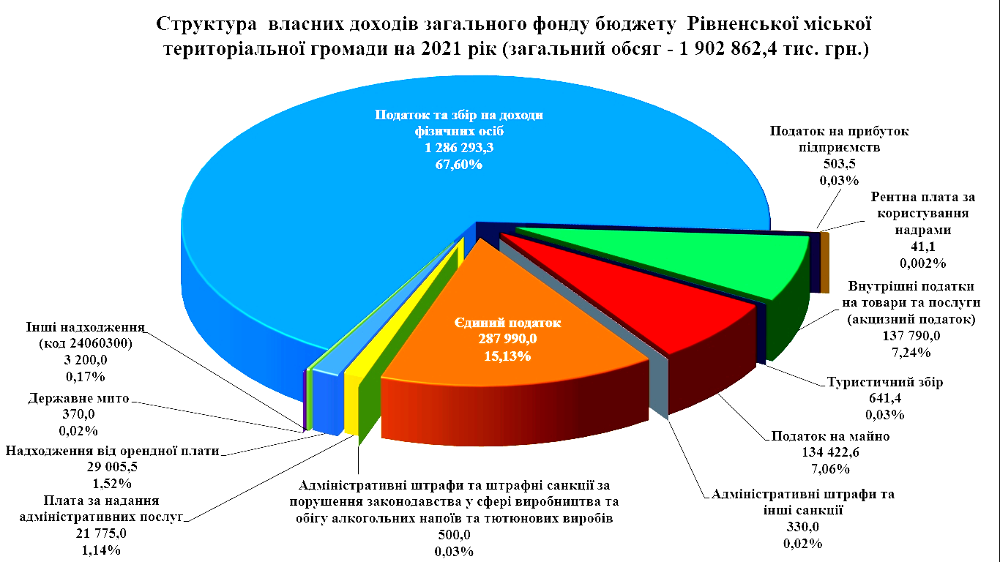 Структура власних доходів загального фонду бюджету Рівненської міської
територіальної громади на 2021 рік (загальний обсяг - 1 902 862,4 тис. грн.)
Податок та збір на доходи
фізичних осіб
1 286 293,3
67,60%
Податок на прибуток
підприємств
503,5
0,03%
Рентна плата за
користування
надрами
41,1
0,002%
Внутрішні податки
на товари та послуги
(акцизний податок)
137 790,0
7,24%
Туристичний збір
641,4
0,03%
Податок на майно
134 422,6
7,06%
Адміністративні штрафи та
інші санкції
330,0
0,02%
Єдиний податок
287 990,0
15,13%
Адміністративні штрафи та штрафні санкції за
порушення законодавства у сфері виробництва та
обігу алкогольних напоїв та тютюнових виробів
500,0
0,03%
Плата за надання
адміністративних послуг
21 775,0
1,14%
Надходження від орендної плати
29 005,5
1,52%
Державне мито
370,0
0,02%
Інші надходження
(код 24060300)
3 200,0
0,17%